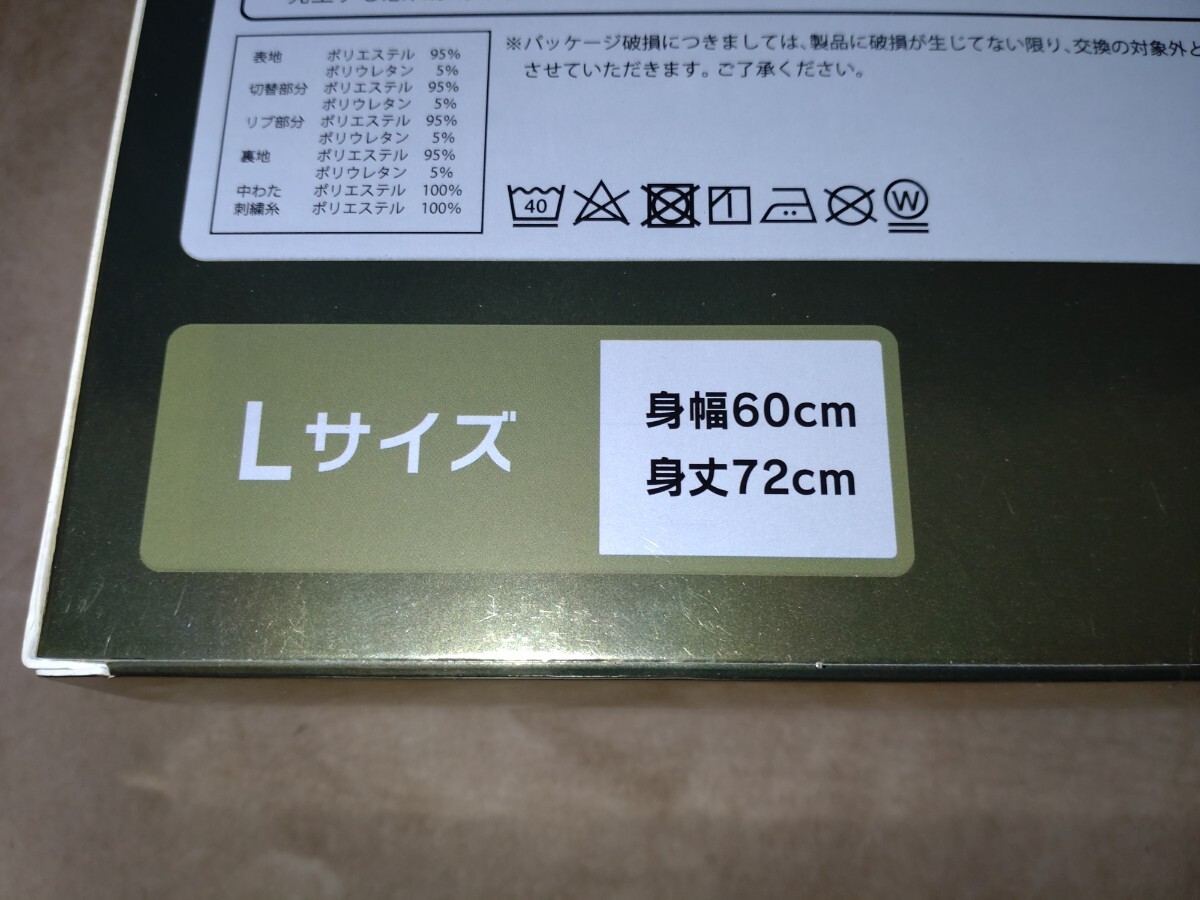 表地 ポリエステル 95%
ポリウレタン 5%
切替部分 ポリエステル 95%
ポリウレタン 5%
リブ部分 ポリエステル 95%
ポリウレタン 5%
裏地 ポリエステル 95%
ポリウレタン 5%
中わた ポリエステル 100%
刺繍糸 ポリエステル 100%
※パッケージ破損につきましては、製品に破損が生じてない限り、交換の対象外と
させていただきます。ご了承ください。
40
W
Lサイズ
身幅60cm
身丈72cm